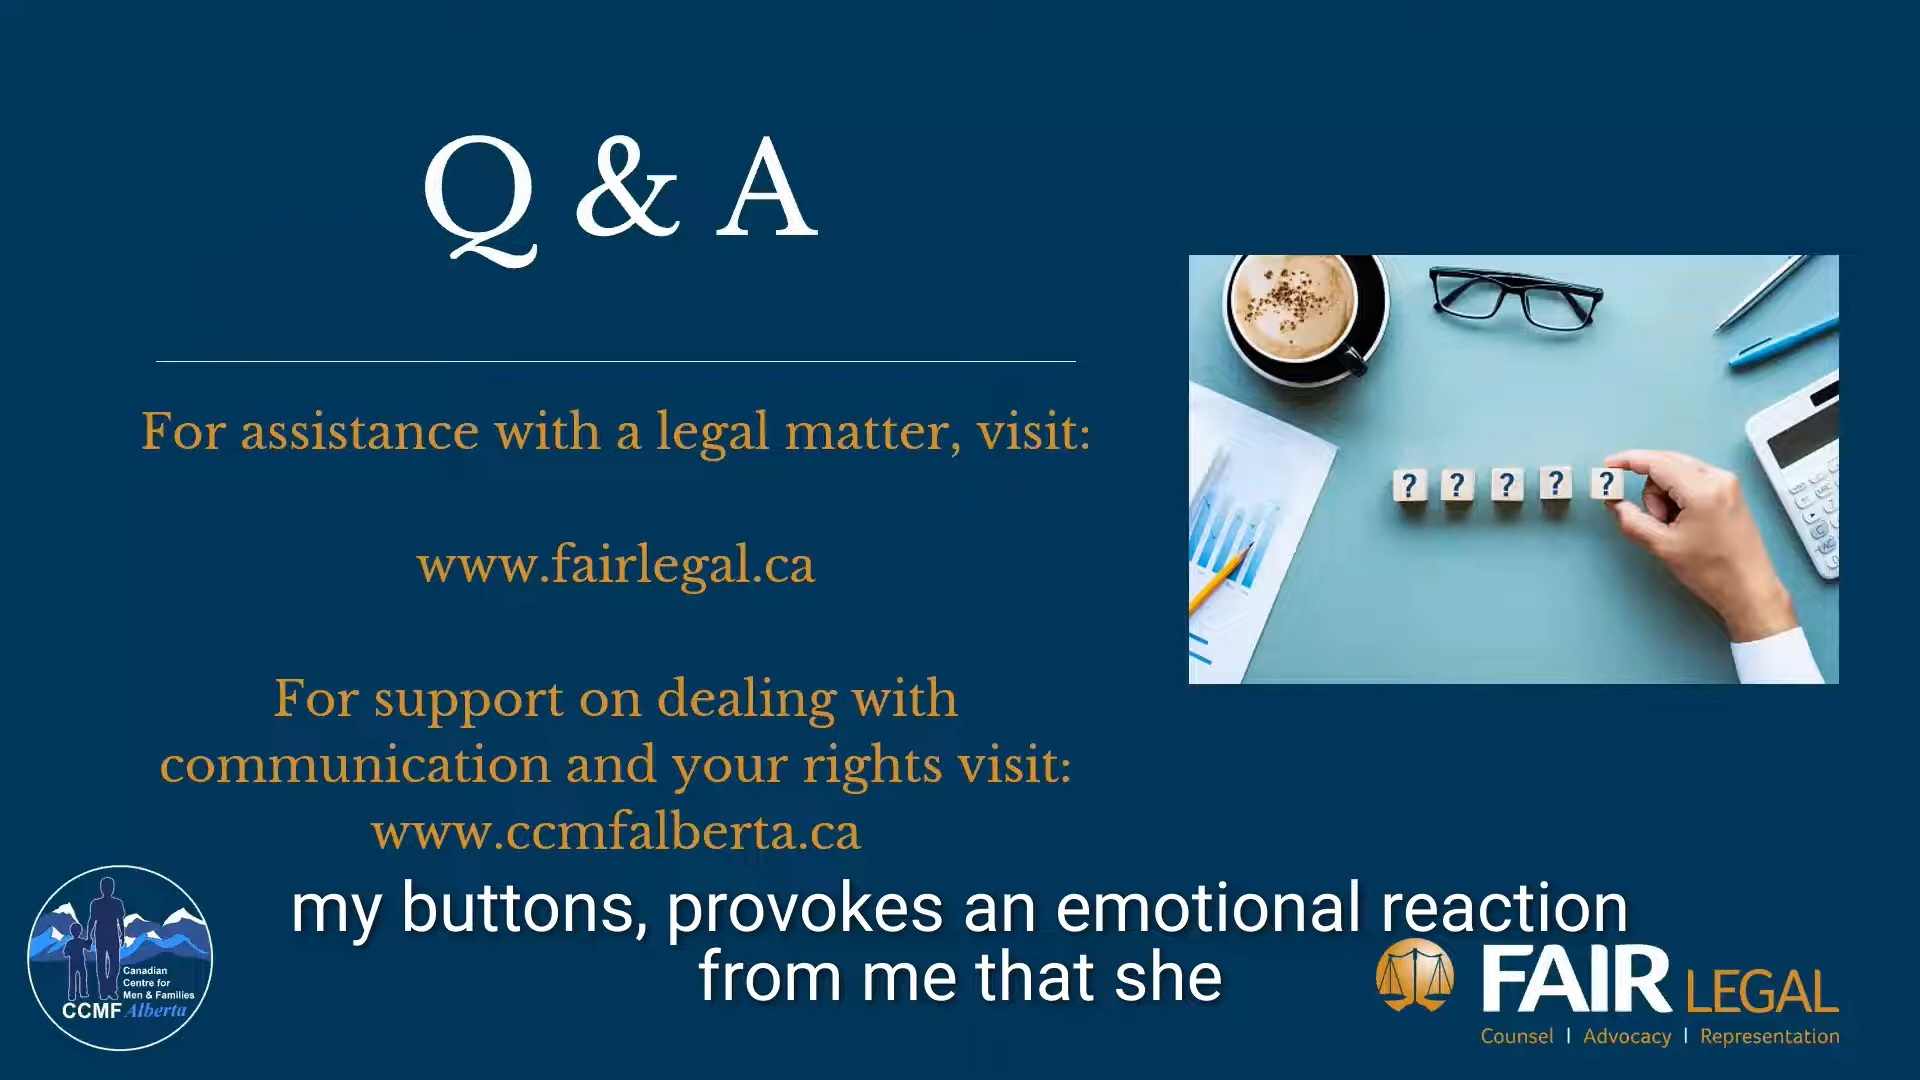 Q & A
For assistance with a legal matter, visit:
www.fairlegal.ca
For support on dealing with
communication and your rights visit:
www.ccmfalberta.ca
? ? ? ? ?
my buttons, provokes an emotional reaction
from me that she
Canadian
Centre for
Men & Families
CCMF Alberta
FAIR LEGAL
Counsel | Advocacy | Representation